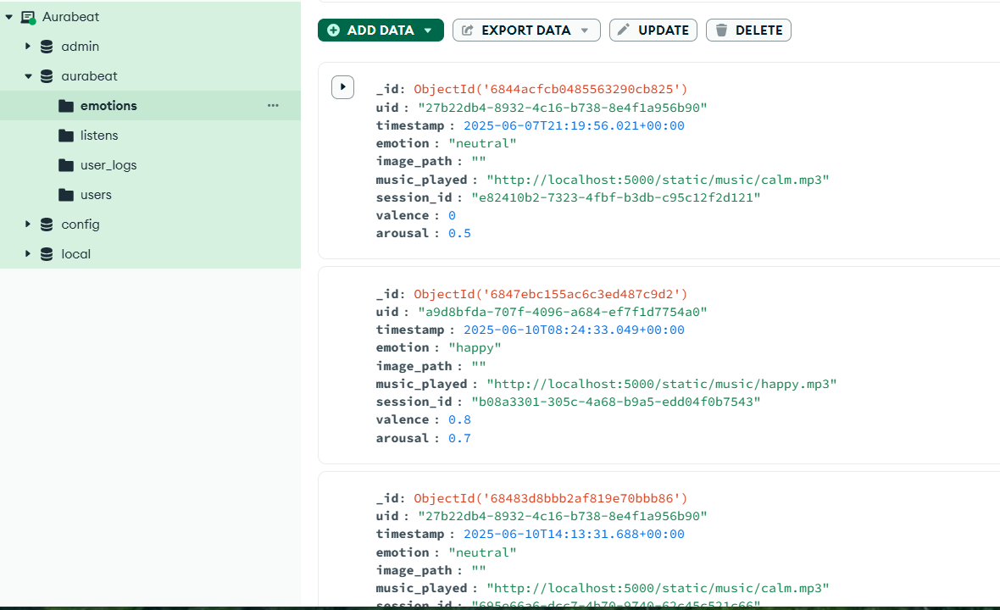 Aurabeat
admin
aurabeat
emotions
listens
user_logs
users
config
local
ADD DATA
EXPORT DATA
UPDATE
DELETE
_id: ObjectId('6844acfcb0485563290cb825')
uid : "27b22db4-8932-4c16-b738-8e4f1a956b90"
timestamp : 2025-06-07T21:19:56.021+00:00
emotion : "neutral"
image_path : ""
music_played : "http://localhost:5000/static/music/calm.mp3"
session_id : "e82410b2-7323-4fbf-b3db-c95c12f2d121"
valence : 0
arousal : 0.5
_id: ObjectId('6847ebc155ac6c3ed487c9d2')
uid : "a9d8bfda-707f-4096-a684-ef7f1d7754a0"
timestamp : 2025-06-10T08:24:33.049+00:00
emotion : "happy"
image_path : ""
music_played : "http://localhost:5000/static/music/happy.mp3"
session_id : "b08a3301-305c-4a68-b9a5-edd04f0b7543"
valence : 0.8
arousal : 0.7
_id: ObjectId('68483d8bbb2af819e70bbb86')
uid : "27b22db4-8932-4c16-b738-8e4f1a956b90"
timestamp : 2025-06-10T14:13:31.688+00:00
emotion : "neutral"
image_path : ""
music_played : "http://localhost:5000/static/music/calm.mp3"
session_id :